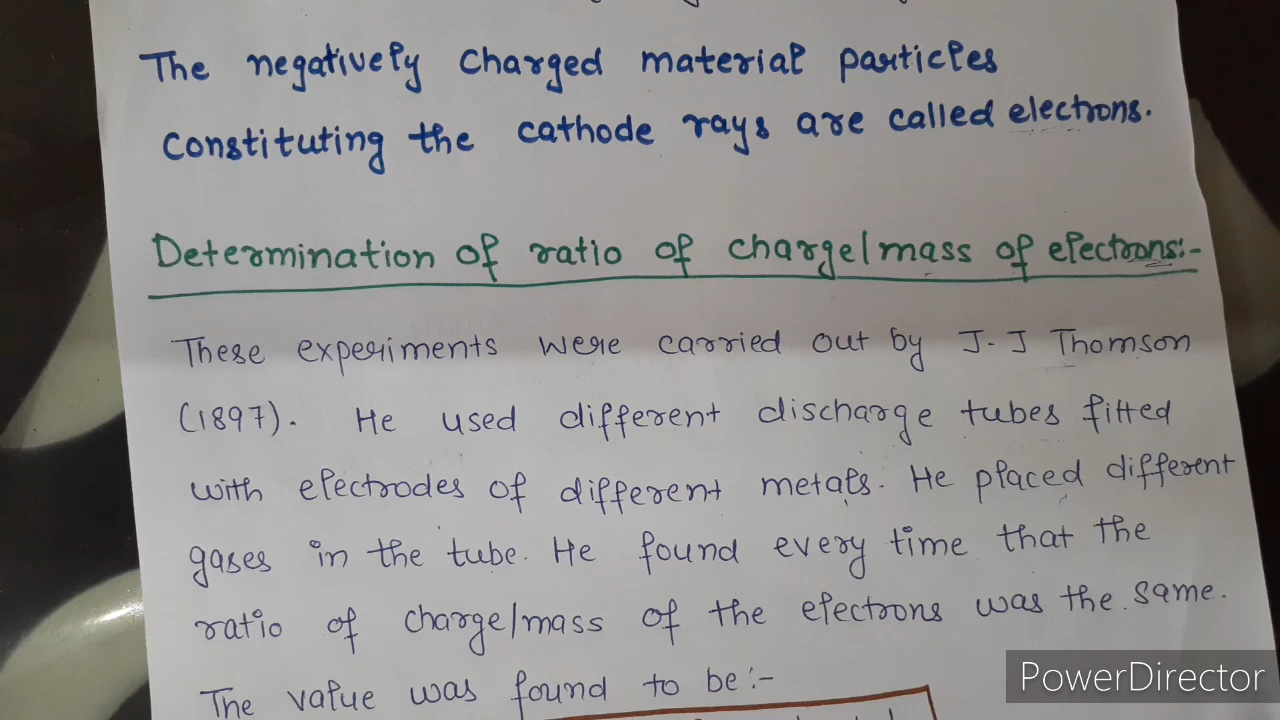 The negatively charged material particles
constituting the cathode rays are called electrons.
Determination of ratio of charge/mass of electrons:-
These experiments were carried out by J.J Thomson
(1897). He used different discharge tubes fitted
with electrodes of different metals. He placed different
gases in the tube. He found every time that the
ratio of charge/mass of the electrons was the same.
The value was found to be:-
PowerDirector